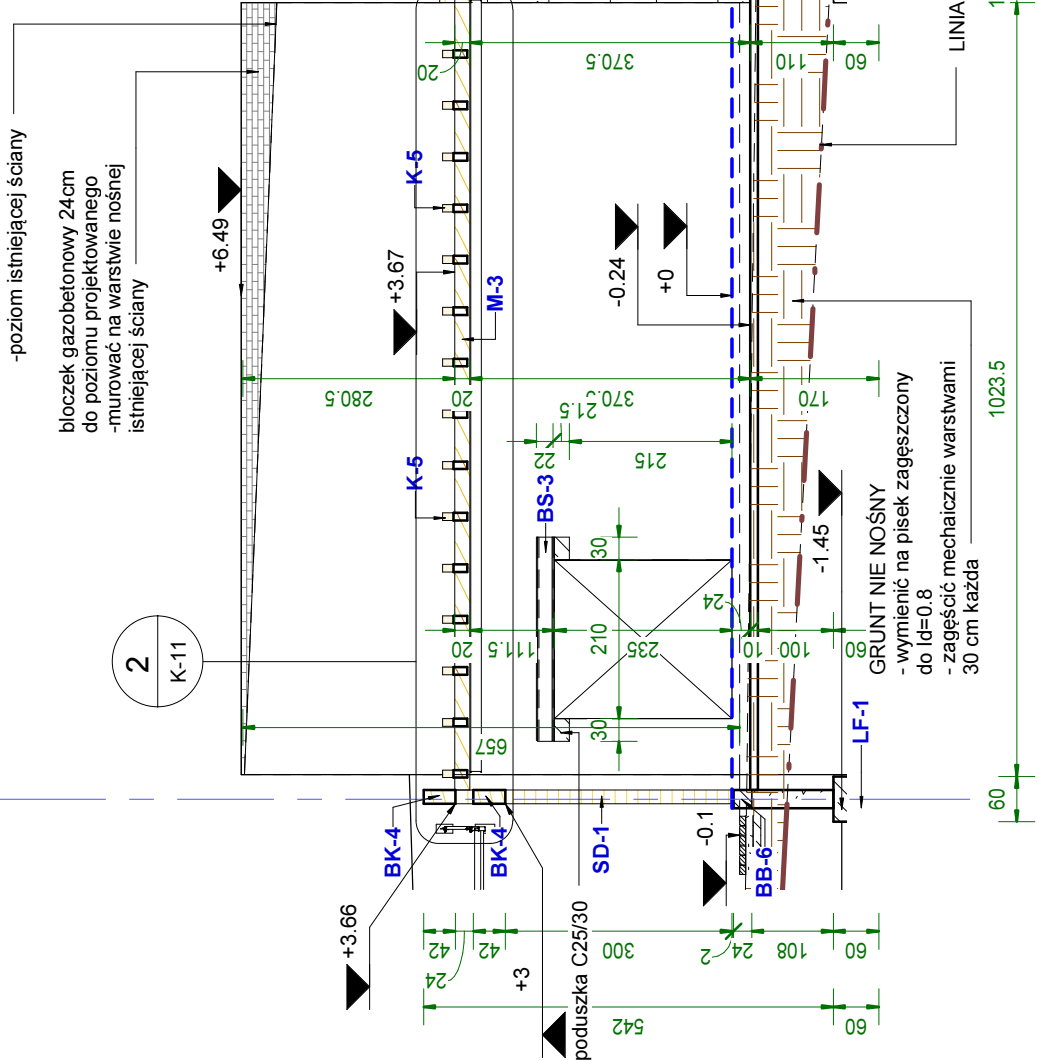 -poziom istniejącej ściany
bloczek gazobetonowy 24cm
do poziomu projektowanego
-murować na warstwie nośnej
istniejącej ściany
+6.49
2
K-11
20
370.5
110
60
1
LINIA
K-5
+3.67
M-3
-0.24
+0
280.5
20
370.5
170
21.5
22
215
K-5
BS-3
30
210
30
235
24
20
111.5
10
100
60
657
-1.45
GRUNT NIE NOŚNY
- wymienić na pisek zagęszczony
do Id=0.8
- zagęścić mechaicznie warstwami
30 cm każda
1023.5
60
LF-1
BK-4
BK-4
SD-1
-0.1
BB-6
+3.66
+3
poduszka C25/30
42
24
42
300
2
24
108
60
542
60